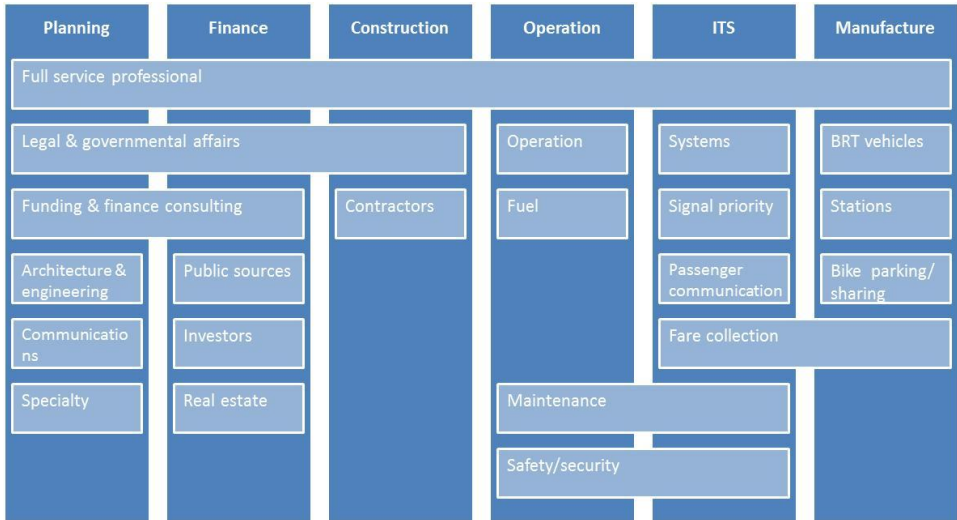 Planning
Finance
Construction
Operation
ITS
Manufacture
Full service professional
Legal & governmental affairs
Operation
Systems
BRT vehicles
Funding & finance consulting
Contractors
Fuel
Signal priority
Stations
Architecture &
engineering
Public sources
Passenger
communication
Bike parking/
sharing
Communicatio
ns
Investors
Fare collection
Specialty
Real estate
Maintenance
Safety/security